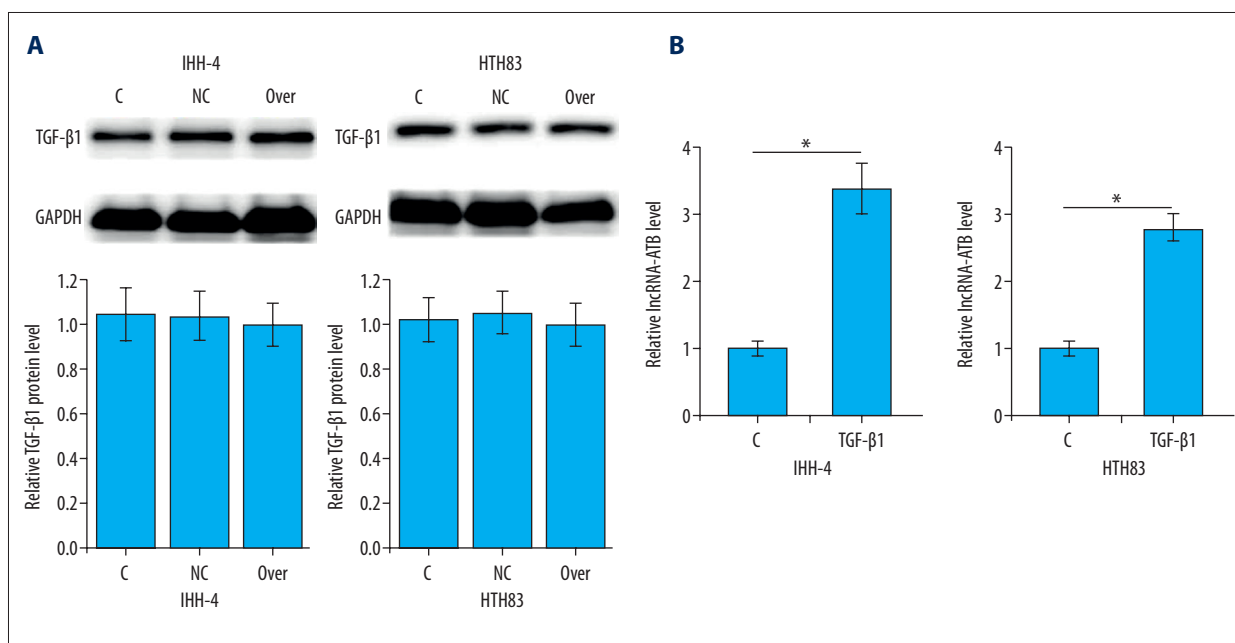 A
IHH-4
C NC Over
TGF-β1
GAPDH
HTH83
C NC Over
TGF-β1
GAPDH
Relative TGF-β1 protein level
1.2
1.0
0.8
0.6
0.4
0.2
0.0
C NC Over
IHH-4
Relative TGF-β1 protein level
1.2
1.0
0.8
0.6
0.4
0.2
0.0
C NC Over
HTH83
B
Relative lncRNA-ATB level
4
3
2
1
0
*
C TGF-β1
IHH-4
Relative lncRNA-ATB level
4
3
2
1
0
*
C TGF-β1
HTH83